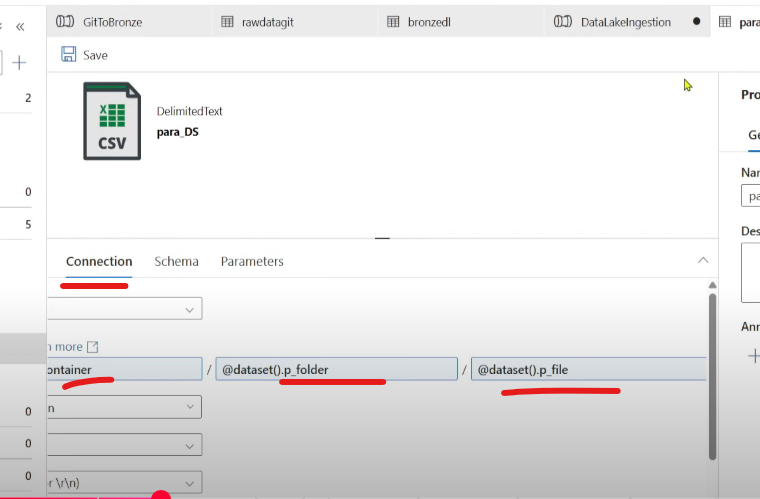 GitToBronze rawdatagit bronzedl DataLakeIngestion para
Save
2
DelimitedText
para_DS
CSV
Pro
Ge
Nar
pa
0
5
Des
Connection Schema Parameters
n more
ontainer / @dataset().p_folder / @dataset().p_file
Ann
n
0
0
r \r\n)
0